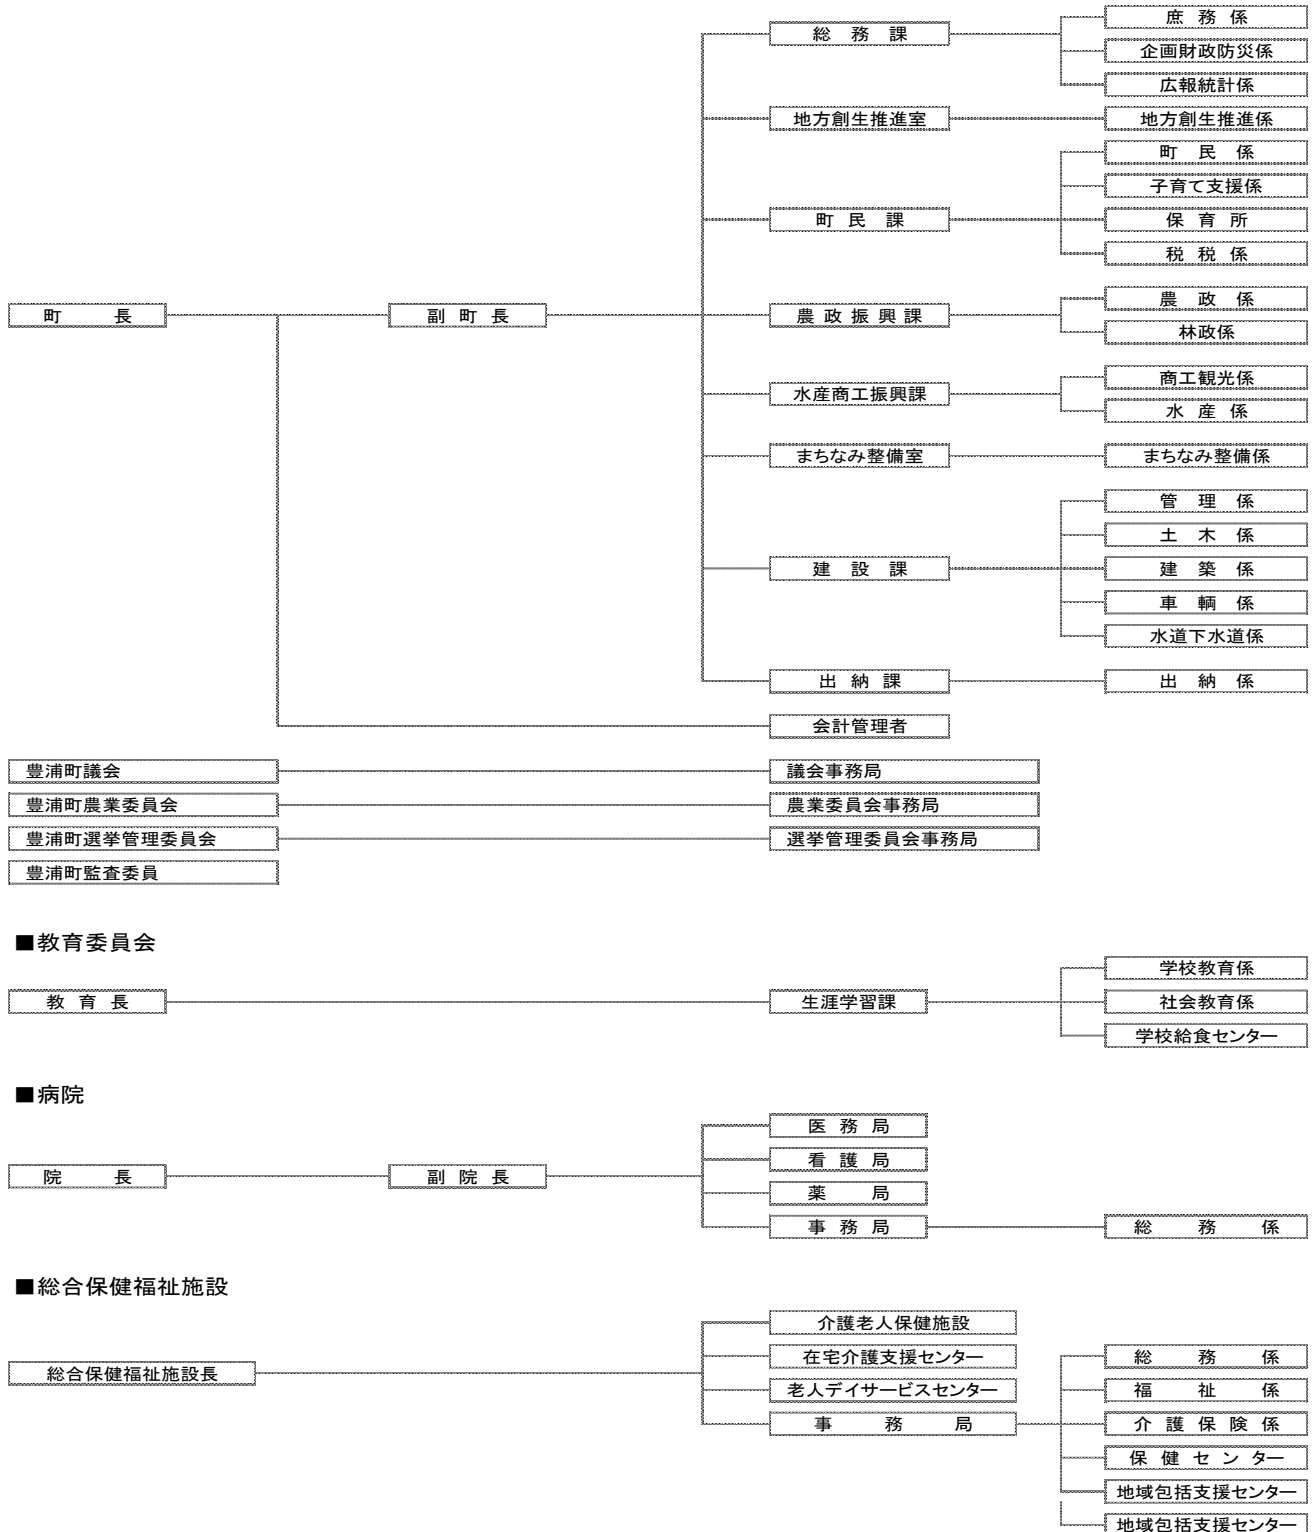 総務課
庶務係
企画財政防災係
広報統計係
地方創生推進室
地方創生推進係
町民課
町民係
子育て支援係
保育所
税税係
町長
副町長
農政振興課
農政係
林政係
水産商工振興課
商工観光係
水産係
まちなみ整備室
まちなみ整備係
建設課
管理係
土木係
建築係
車輌係
水道下水道係
出納課
出納係
会計管理者
豊浦町議会
議会事務局
豊浦町農業委員会
農業委員会事務局
豊浦町選挙管理委員会
選挙管理委員会事務局
豊浦町監査委員
■教育委員会
教育長
生涯学習課
学校教育係
社会教育係
学校給食センター
■病院
院長
副院長
医務局
看護局
薬局
事務局
総務係
■総合保健福祉施設
総合保健福祉施設長
介護老人保健施設
在宅介護支援センター
老人デイサービスセンター
事務局
総務係
福祉係
介護保険係
保健センター
地域包括支援センター
地域包括支援センター